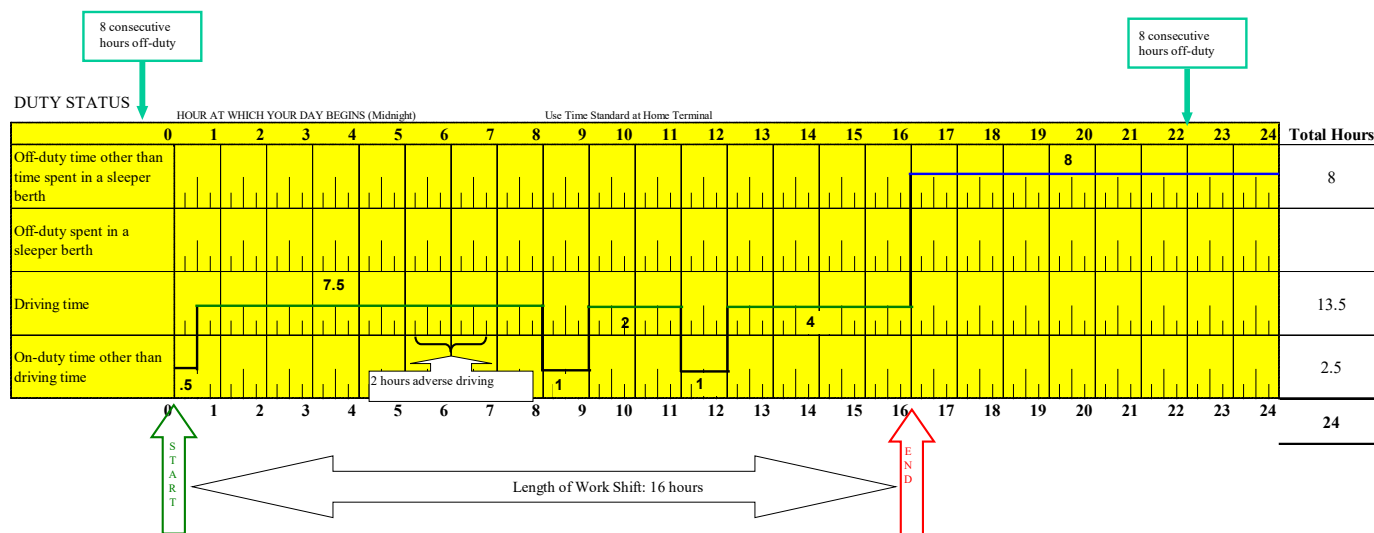 8 consecutive
hours off-duty
8 consecutive
hours off-duty
DUTY STATUS
HOUR AT WHICH YOUR DAY BEGINS (Midnight)
Use Time Standard at Home Terminal
0 1 2 3 4 5 6 7 8 9 10 11 12 13 14 15 16 17 18 19 20 21 22 23 24 Total Hours
Off-duty time other than
time spent in a sleeper
berth
8
8
Off-duty spent in a
sleeper berth
Driving time
7.5
2
4
13.5
On-duty time other than
driving time
.5
2 hours adverse driving
1
1
2.5
0 1 2 3 4 5 6 7 8 9 10 11 12 13 14 15 16 17 18 19 20 21 22 23 24
24
START
Length of Work Shift: 16 hours
END